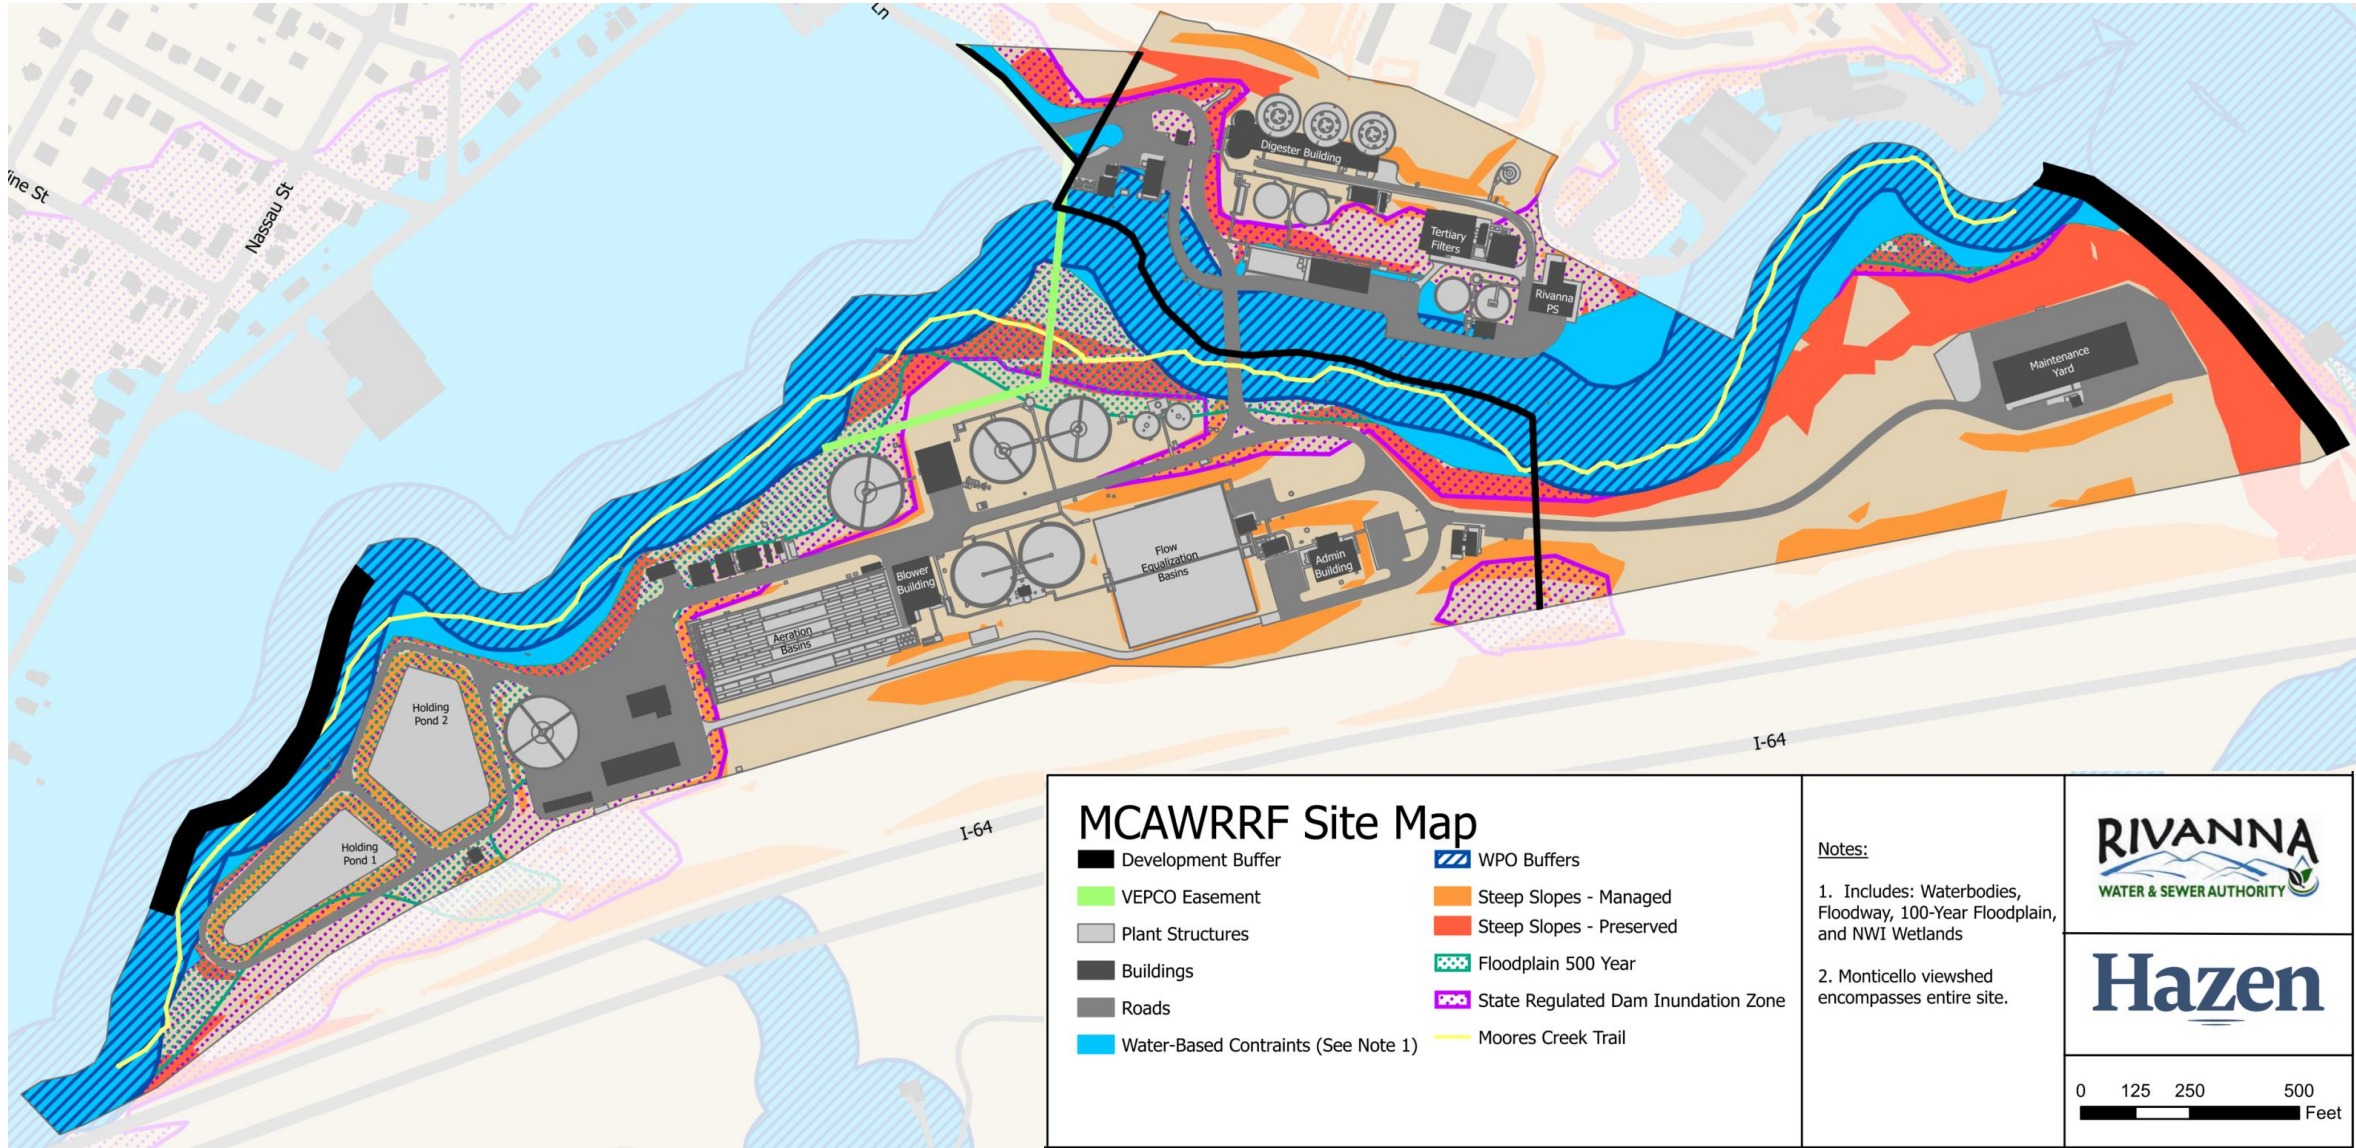 Ln
ine St
Nassau St
Digester Building
Tertiary
Filters
Rivanna
PS
Maintenance
Yard
Flow
Equalization
Basins
Admin
Building
Blower
Building
Aeration
Basins
Holding
Pond 2
Holding
Pond 1
I-64
I-64
MCAWRRF Site Map
Development Buffer
VEPCO Easement
Plant Structures
Buildings
Roads
Water-Based Contraints (See Note 1)
WPO Buffers
Steep Slopes - Managed
Steep Slopes - Preserved
Floodplain 500 Year
State Regulated Dam Inundation Zone
Moores Creek Trail
Notes:
1. Includes: Waterbodies,
Floodway, 100-Year Floodplain,
and NWI Wetlands
2. Monticello viewshed
encompasses entire site.
RIVANNA
WATER & SEWER AUTHORITY
Hazen
0 125 250 500
Feet